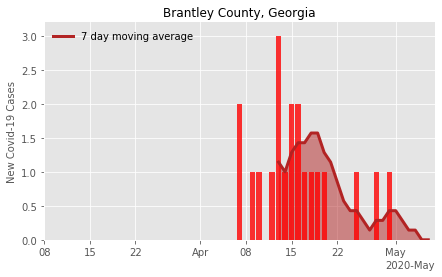 Brantley County, Georgia
7 day moving average
New Covid-19 Cases
3.0
2.5
2.0
1.5
1.0
0.5
0.0
08 15 22 Apr 08 15 22 May
2020-May